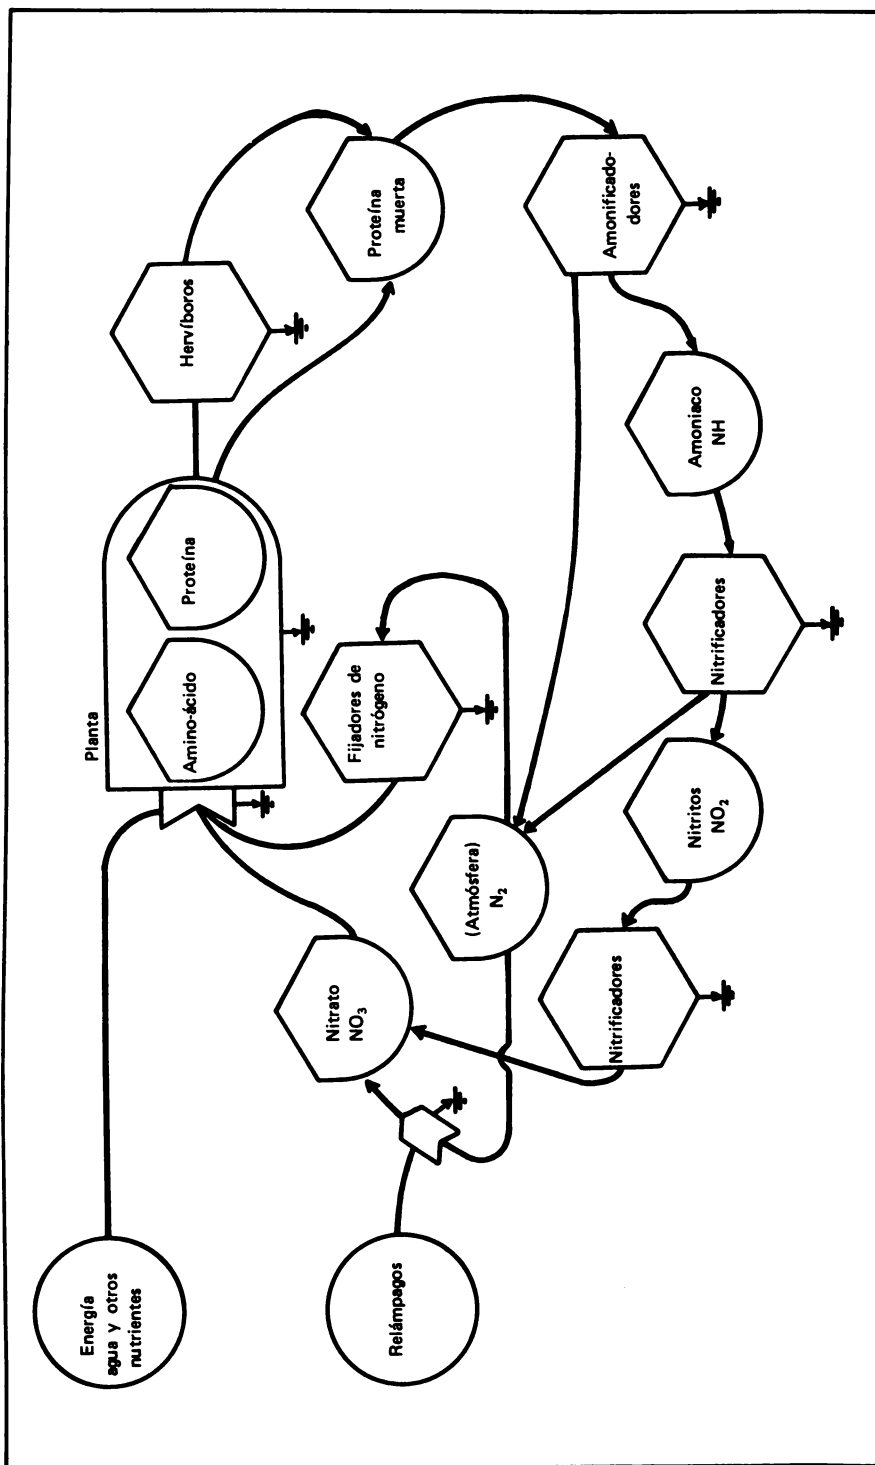 Energía
agua y otros
nutrientes
Relámpagos
Planta
Amino-ácido
Proteína
Hervíboros
Proteína
muerta
Nitrato
NO₃
Fijadores de
nitrógeno
(Atmósfera)
N₂
Amonificado-
dores
Amoniaco
NH
Nitrificadores
Nitritos
NO₂
Nitrificadores